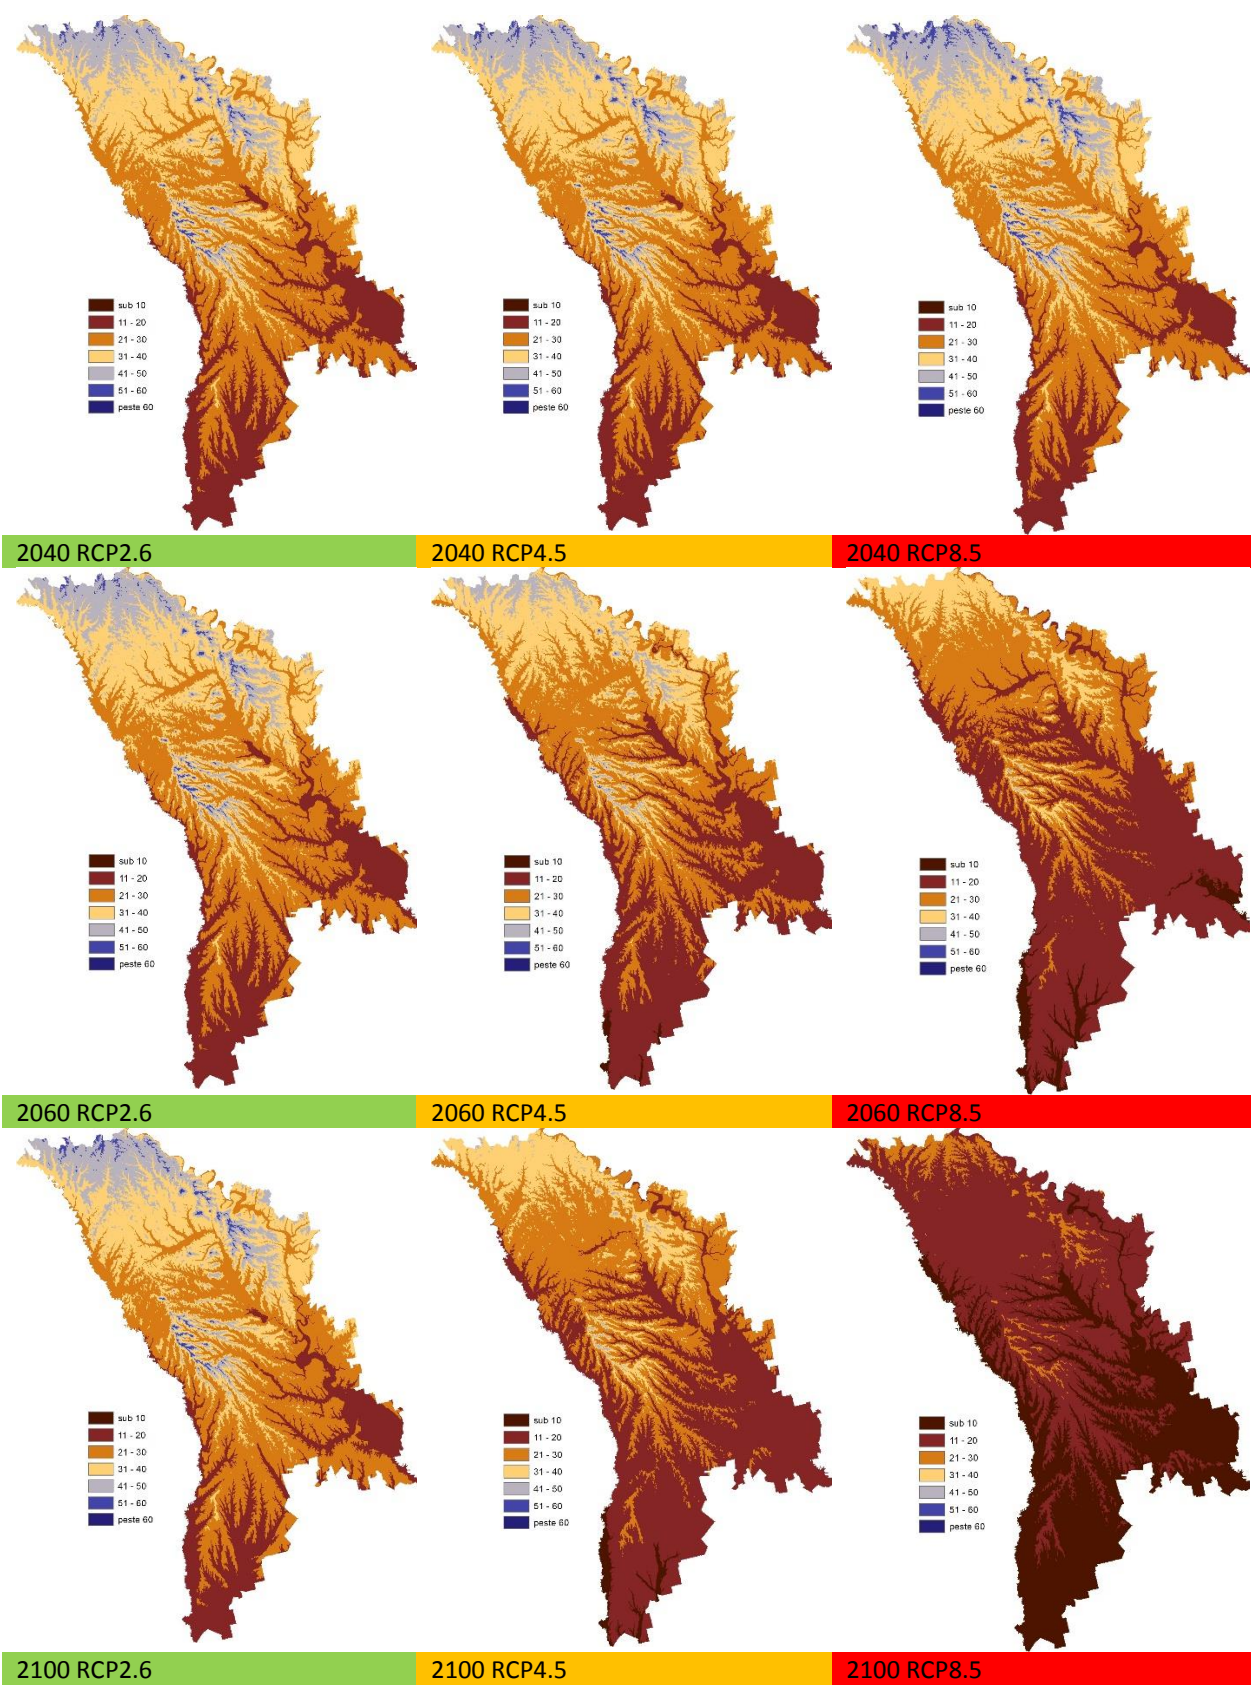 sub 10
11 - 20
21 - 30
31 - 40
41 - 50
51 - 60
peste 60
sub 10
11 - 20
21 - 30
31 - 40
41 - 50
51 - 60
peste 60
sub 10
11 - 20
21 - 30
31 - 40
41 - 50
51 - 60
peste 60
2040 RCP2.6
2040 RCP4.5
2040 RCP8.5
sub 10
11 - 20
21 - 30
31 - 40
41 - 50
51 - 60
peste 60
sub 10
11 - 20
21 - 30
31 - 40
41 - 50
51 - 60
peste 60
sub 10
11 - 20
21 - 30
31 - 40
41 - 50
51 - 60
peste 60
2060 RCP2.6
2060 RCP4.5
2060 RCP8.5
sub 10
11 - 20
21 - 30
31 - 40
41 - 50
51 - 60
peste 60
sub 10
11 - 20
21 - 30
31 - 40
41 - 50
51 - 60
peste 60
sub 10
11 - 20
21 - 30
31 - 40
41 - 50
51 - 60
peste 60
2100 RCP2.6
2100 RCP4.5
2100 RCP8.5